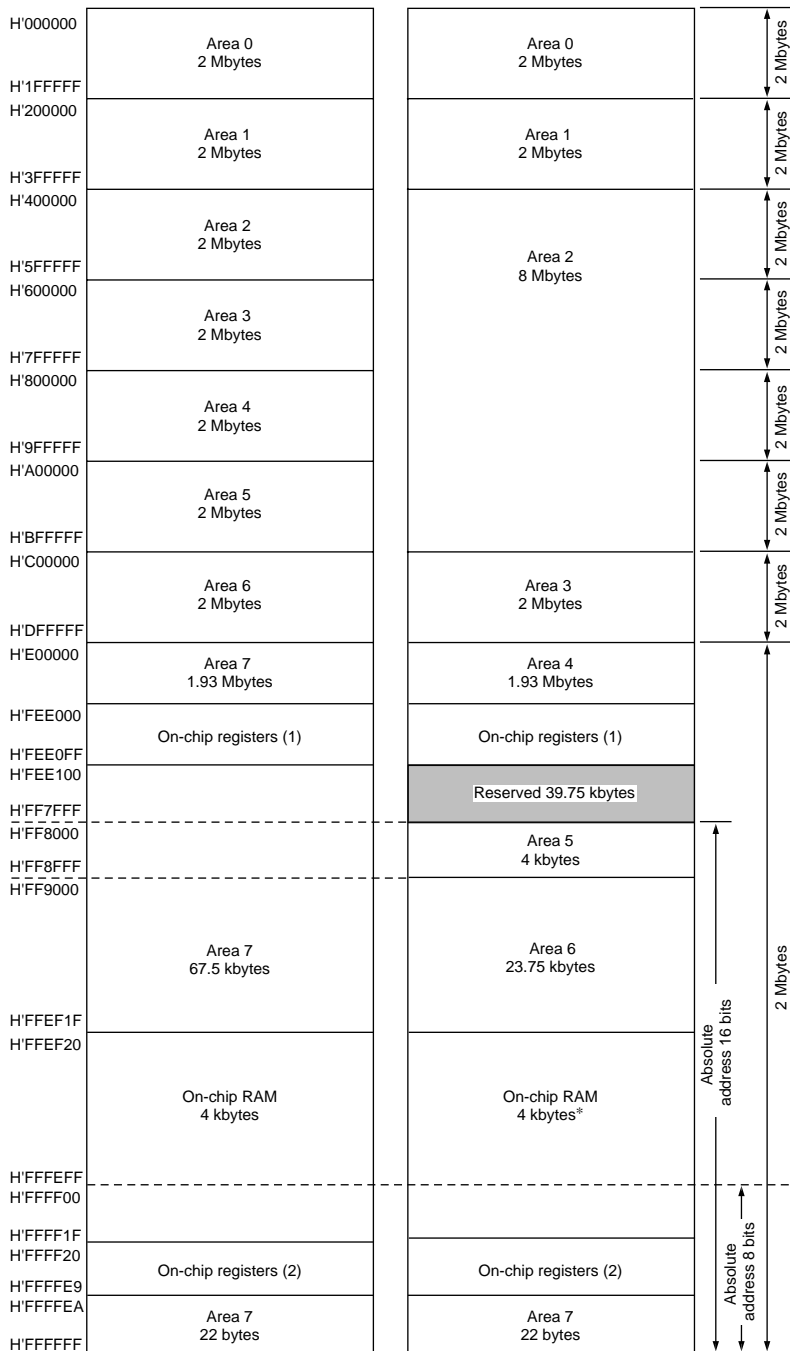 H'000000
Area 0
2 Mbytes
Area 0
2 Mbytes
2 Mbytes
H'1FFFFF
H'200000
Area 1
2 Mbytes
Area 1
2 Mbytes
2 Mbytes
H'3FFFFF
H'400000
Area 2
2 Mbytes
Area 2
8 Mbytes
2 Mbytes
H'5FFFFF
H'600000
Area 3
2 Mbytes
2 Mbytes
H'7FFFFF
H'800000
Area 4
2 Mbytes
2 Mbytes
H'9FFFFF
H'A00000
Area 5
2 Mbytes
2 Mbytes
H'BFFFFF
H'C00000
Area 6
2 Mbytes
Area 3
2 Mbytes
2 Mbytes
H'DFFFFF
H'E00000
Area 7
1.93 Mbytes
Area 4
1.93 Mbytes
H'FEE000
On-chip registers (1)
On-chip registers (1)
H'FEE0FF
H'FEE100
Reserved 39.75 kbytes
H'FF7FFF
H'FF8000
Area 5
4 kbytes
H'FF8FFF
H'FF9000
Area 7
67.5 kbytes
Area 6
23.75 kbytes
2 Mbytes
H'FFEF1F
H'FFEF20
Absolute
address 16 bits
On-chip RAM
4 kbytes
On-chip RAM
4 kbytes*
H'FFFEFF
H'FFFF00
H'FFFF1F
H'FFFF20
On-chip registers (2)
On-chip registers (2)
Absolute
address 8 bits
H'FFFFE9
H'FFFFEA
Area 7
22 bytes
Area 7
22 bytes
H'FFFFFF